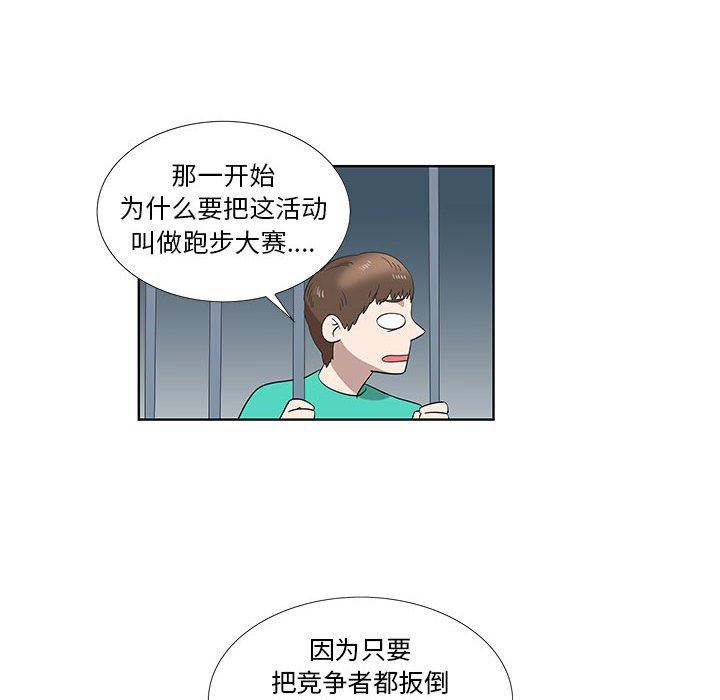 那一开始
为什么要把这活动
叫做跑步大赛....
因为只要
把竞争者都扳倒